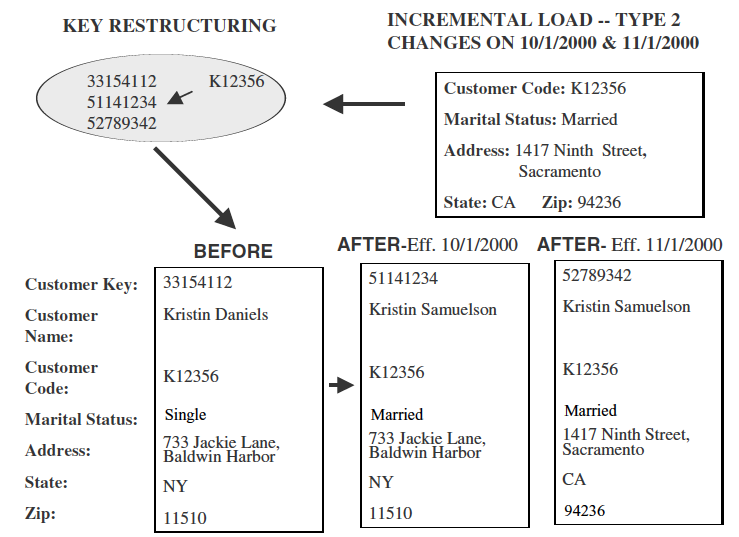 KEY RESTRUCTURING
INCREMENTAL LOAD -- TYPE 2
CHANGES ON 10/1/2000 & 11/1/2000
33154112
K12356
51141234
52789342
Customer Code: K12356
Marital Status: Married
Address: 1417 Ninth Street,
Sacramento
State: CA Zip: 94236
BEFORE
AFTER-Eff. 10/1/2000
AFTER- Eff. 11/1/2000
Customer Key:
Customer
Name:
Customer
Code:
Marital Status:
Address:
State:
Zip:
33154112
Kristin Daniels
K12356
Single
733 Jackie Lane,
Baldwin Harbor
NY
11510
51141234
Kristin Samuelson
K12356
Married
733 Jackie Lane,
Baldwin Harbor
NY
11510
52789342
Kristin Samuelson
K12356
Married
1417 Ninth Street,
Sacramento
CA
94236